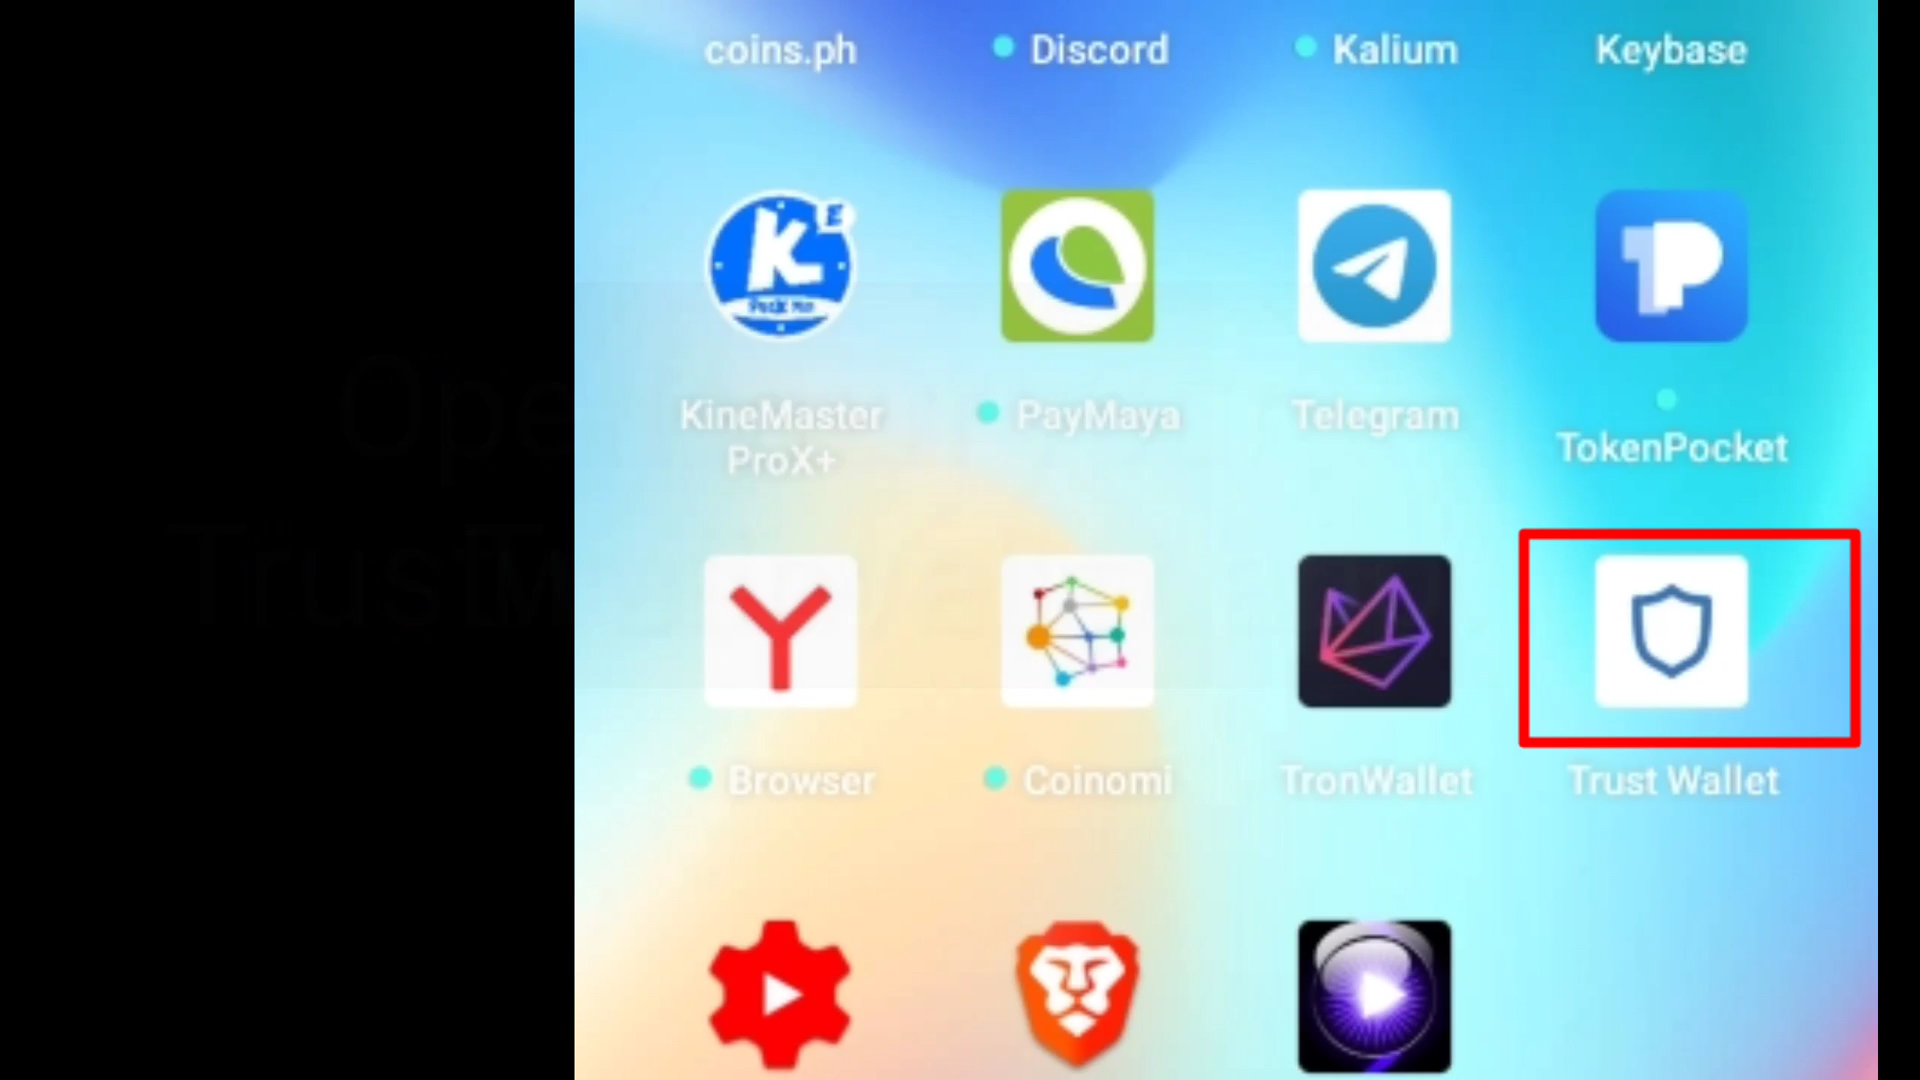 coins.ph
Discord
Kalium
Keybase
KineMaster
ProX+
PayMaya
Telegram
TokenPocket
Browser
Coinomi
TronWallet
Trust Wallet